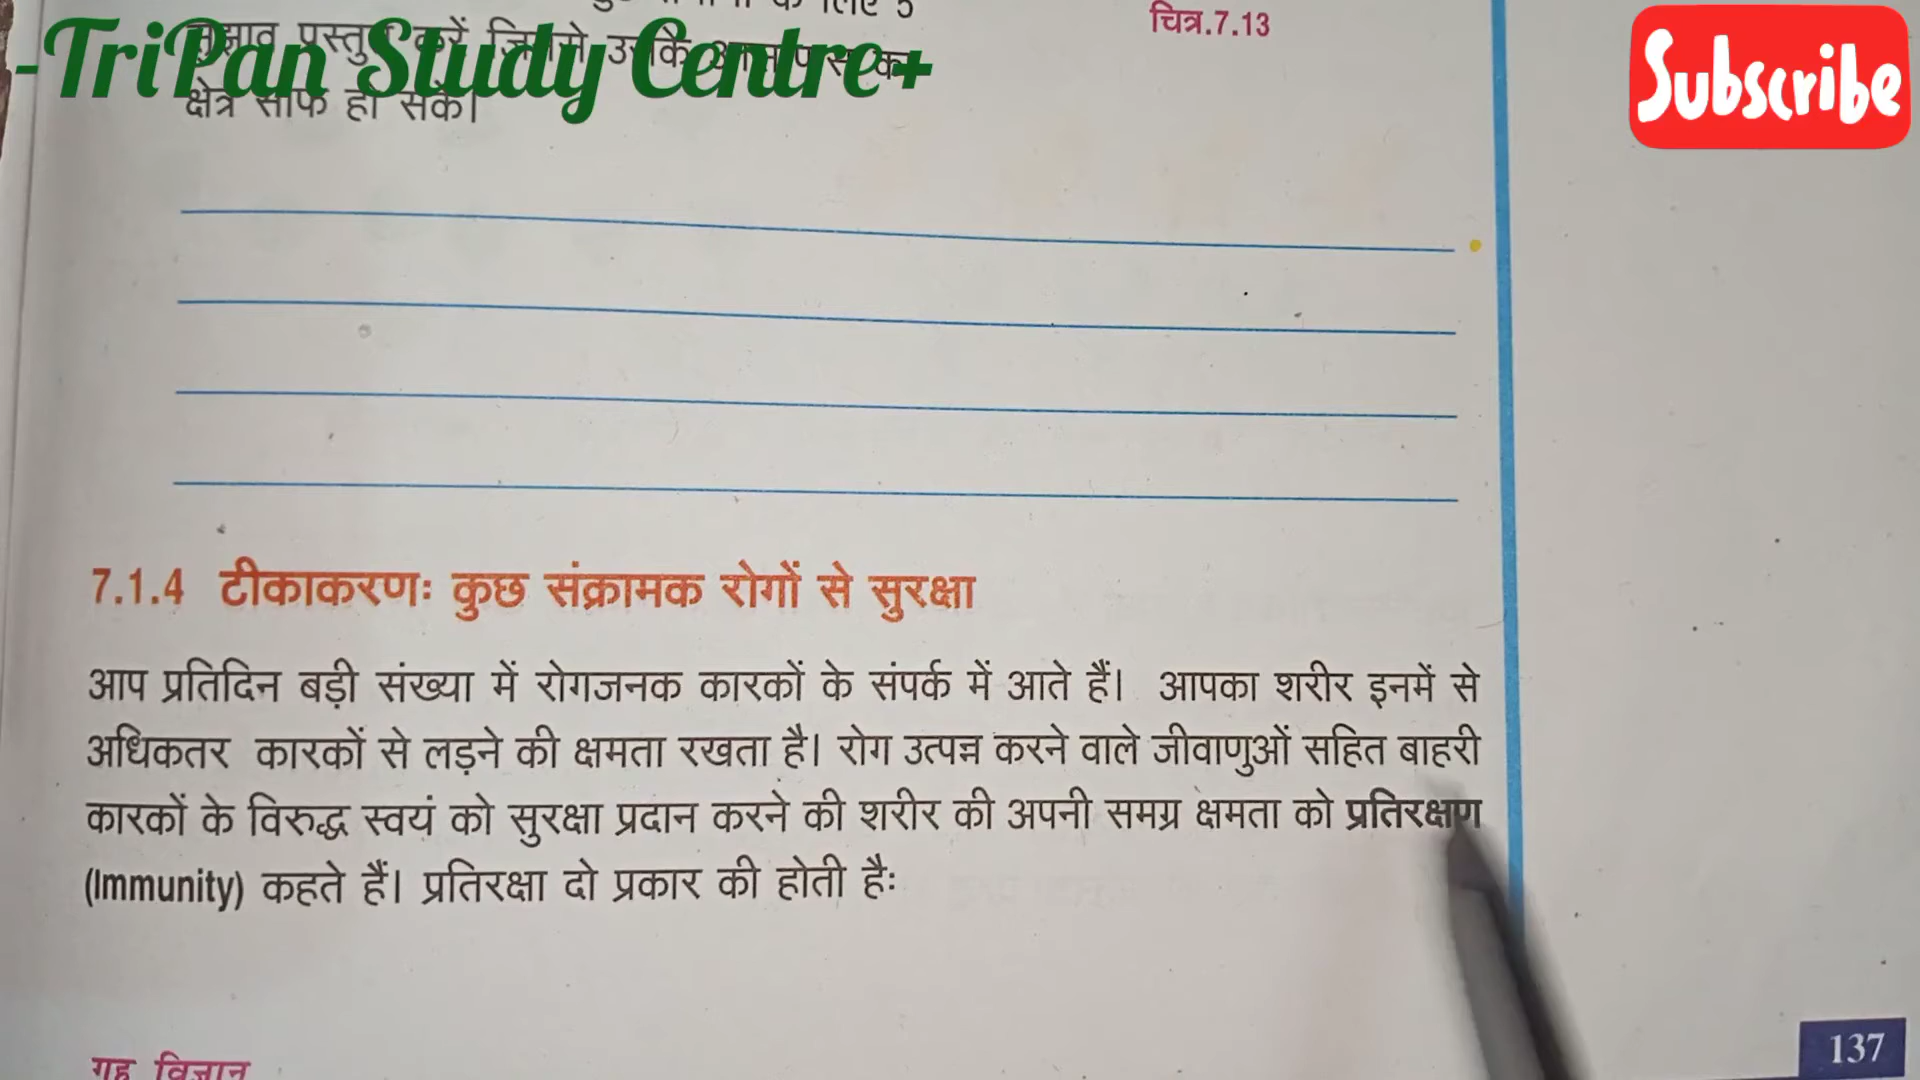 के लिए 5
चित्र.7.13
-TriPan Study Centre+
Subscribe
क्षेत्र साफ हो सके।
7.1.4 टीकाकरणः कुछ संक्रामक रोगों से सुरक्षा
आप प्रतिदिन बड़ी संख्या में रोगजनक कारकों के संपर्क में आते हैं। आपका शरीर इनमें से
अधिकतर कारकों से लड़ने की क्षमता रखता है। रोग उत्पन्न करने वाले जीवाणुओं सहित बाहरी
कारकों के विरुद्ध स्वयं को सुरक्षा प्रदान करने की शरीर की अपनी समग्र क्षमता को प्रतिरक्षण
(Immunity) कहते हैं। प्रतिरक्षा दो प्रकार की होती हैः
गृह विज्ञान
137